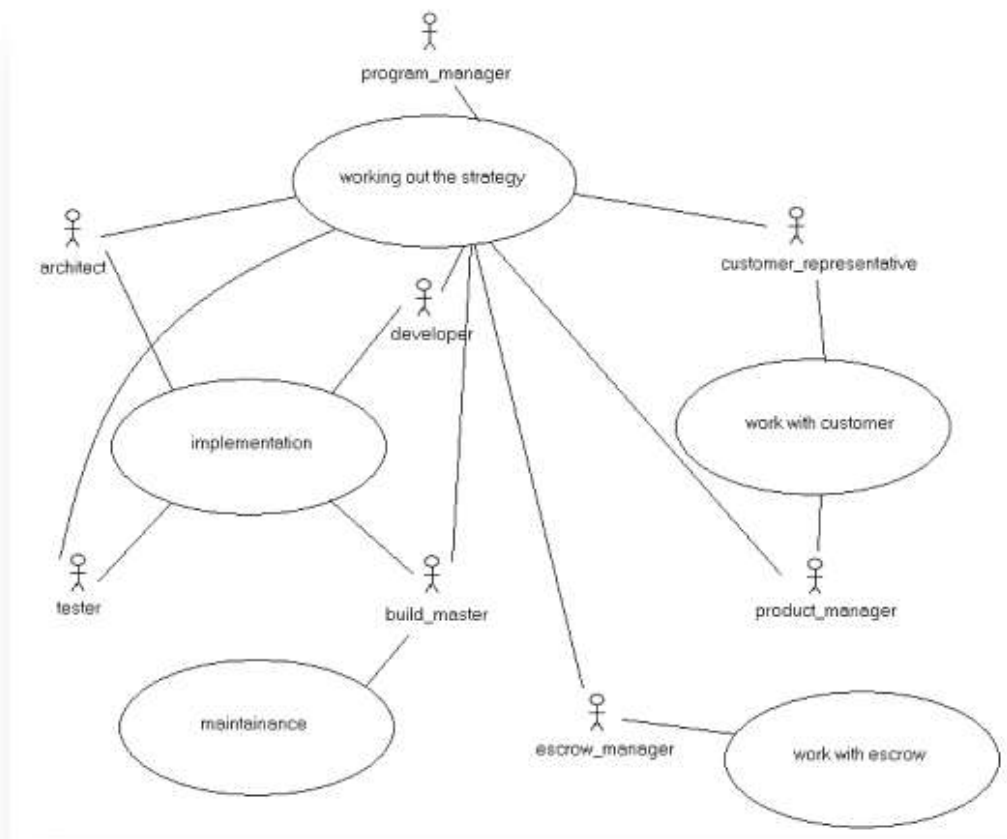 program_manager
working out the strategy
architect
customer_representative
developer
work with customer
implementation
tester
build_master
product_manager
maintainance
escrow_manager
work with escrow